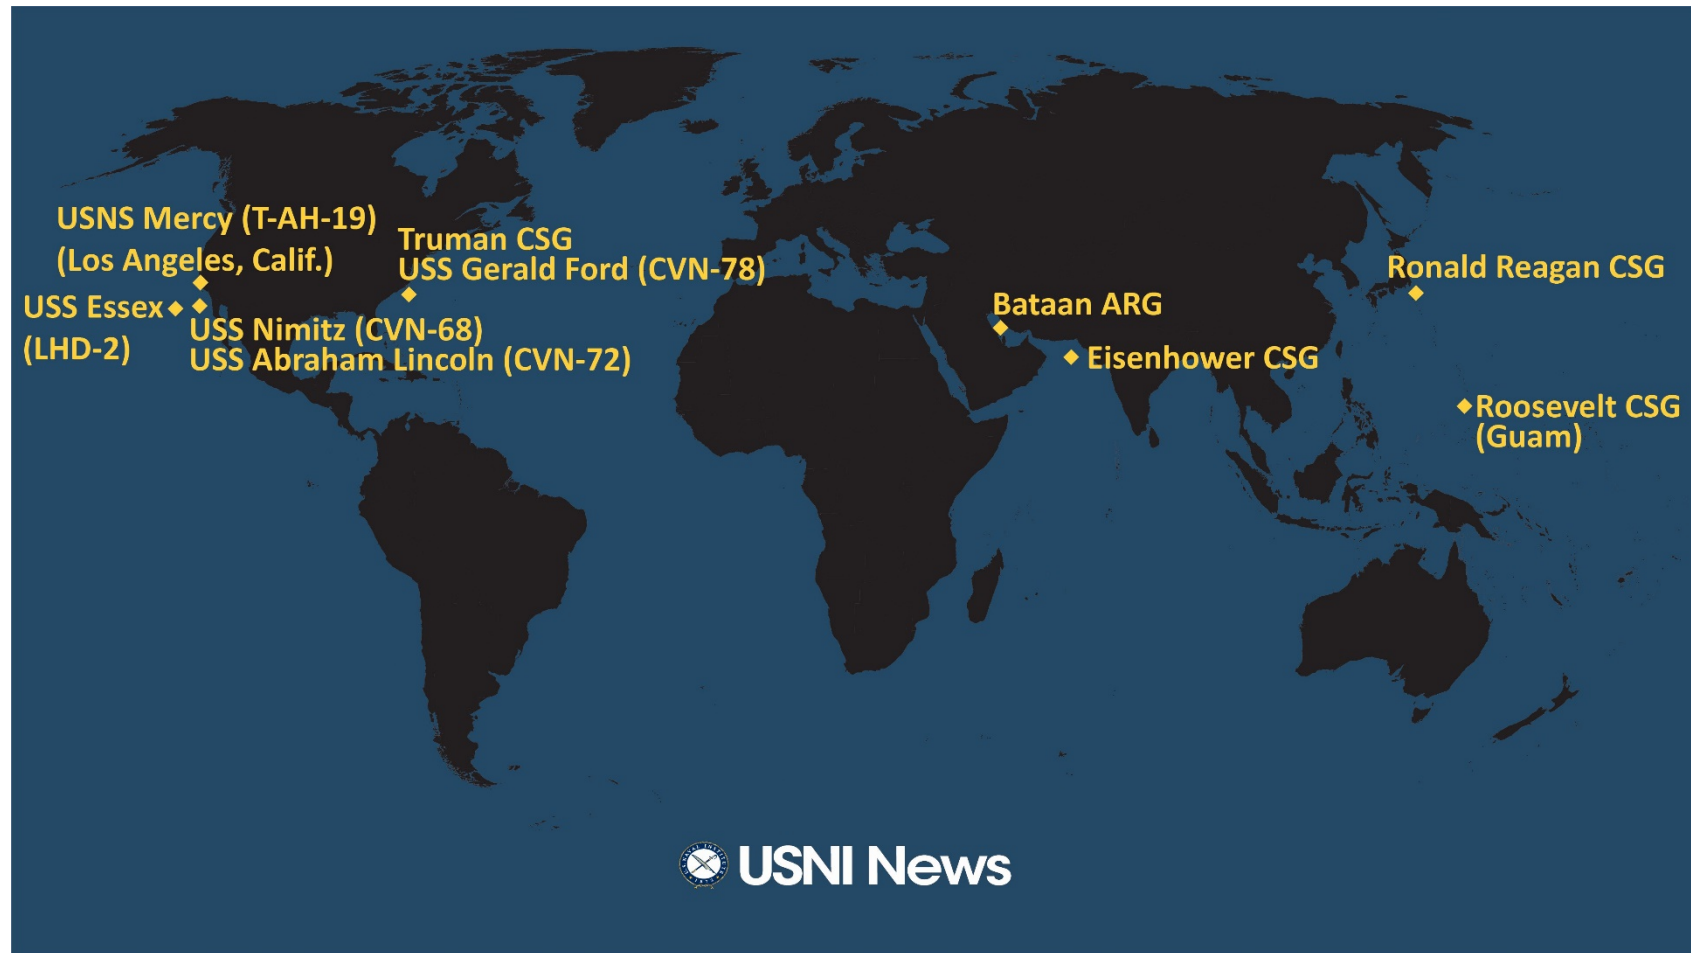 USNS Mercy (T-AH-19)
(Los Angeles, Calif.)
USS Essex
(LHD-2)
USS Nimitz (CVN-68)
USS Abraham Lincoln (CVN-72)
Truman CSG
USS Gerald Ford (CVN-78)
Bataan ARG
Eisenhower CSG
Ronald Reagan CSG
Roosevelt CSG
(Guam)
USNI News